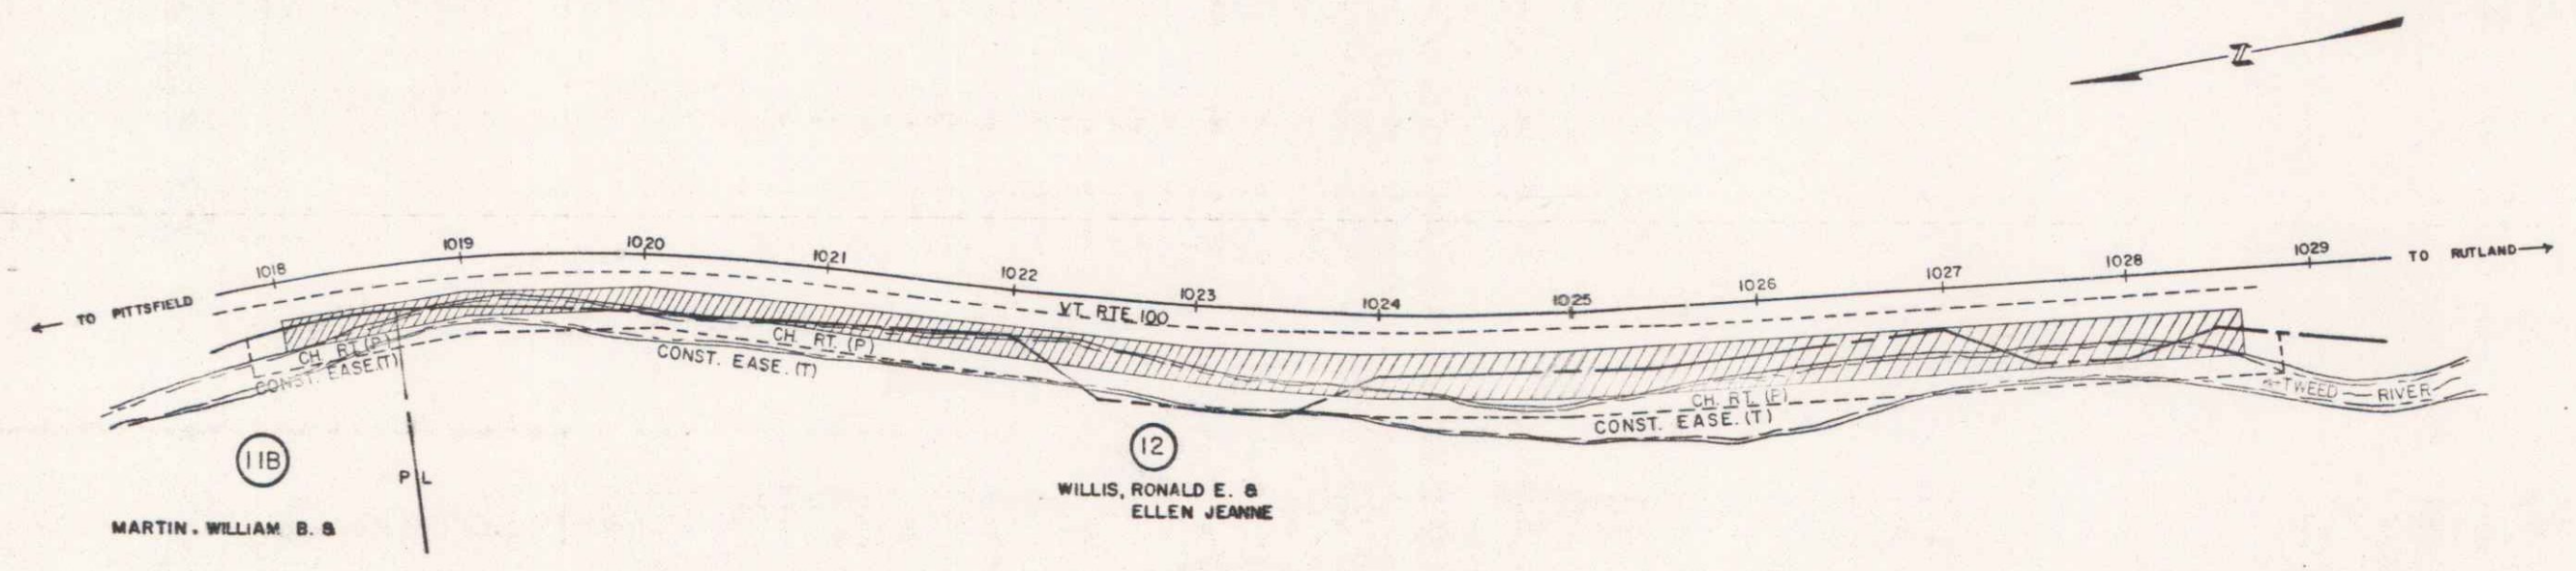 N
1018
1019
1020
1021
1022
1023
1024
1025
1026
1027
1028
1029
← TO PITTSFIELD
TO RUTLAND →
VT. RTE. 100
CH. RT. (P)
CONST. EASE. (T)
CH. RT. (P)
CONST. EASE. (T)
CH. RT. (P)
CONST. EASE. (T)
← TWEED RIVER
11B
P L
12
MARTIN. WILLIAM B. &
WILLIS, RONALD E. &
ELLEN JEANNE